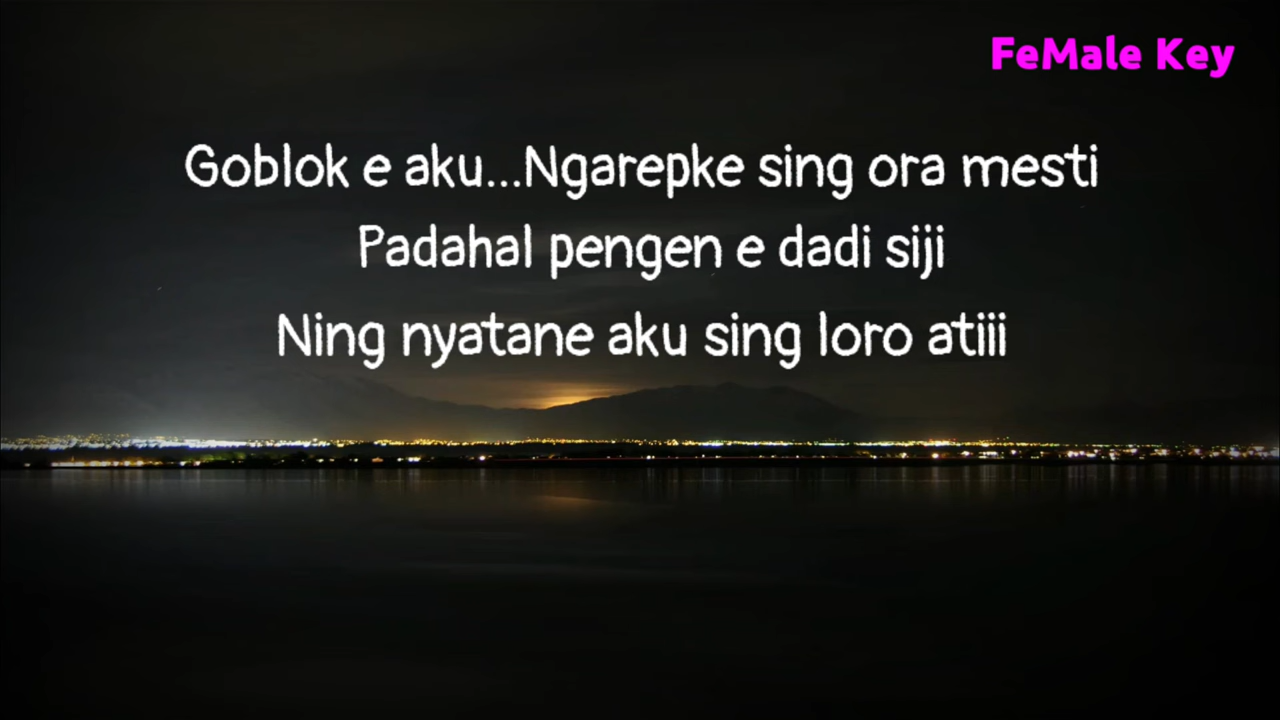 FeMale Key
Goblok e aku...Ngarepke sing ora mesti
Padahal pengen e dadi siji
Ning nyatane aku sing loro atiii